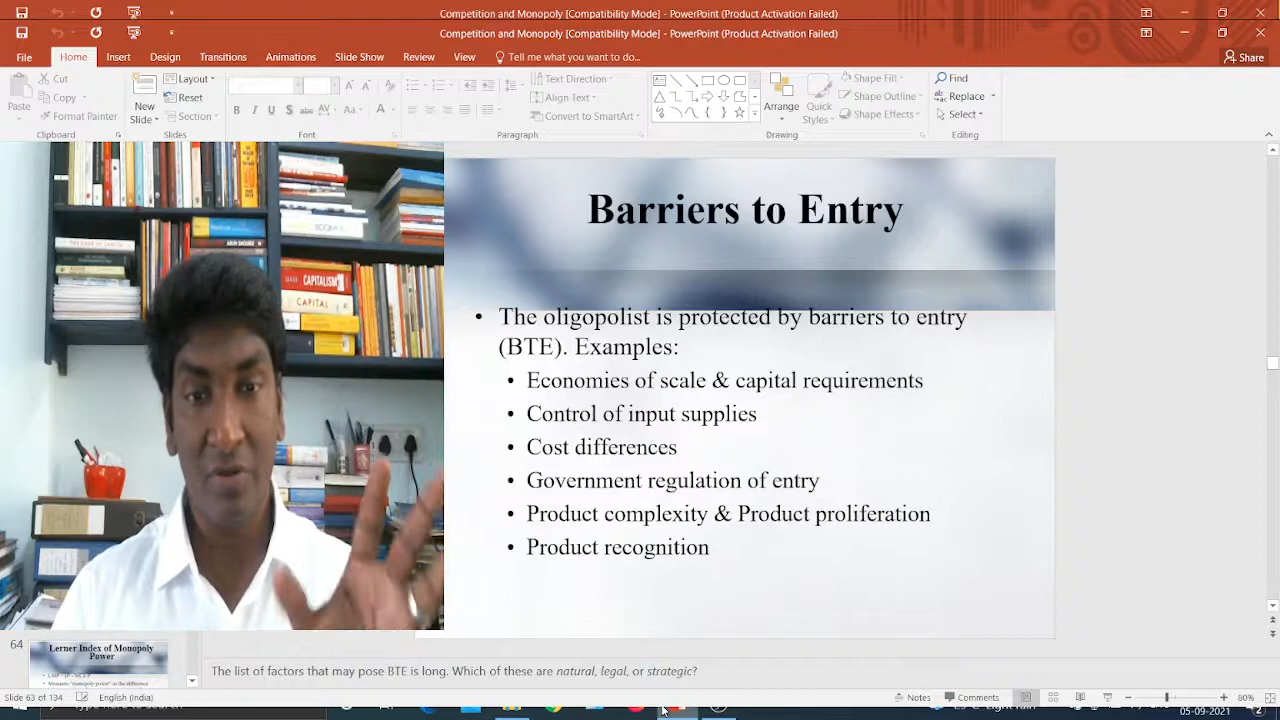 Competition and Monopoly [Compatibility Mode] - PowerPoint (Product Activation Failed)
Competition and Monopoly [Compatibility Mode] - PowerPoint (Product Activation Failed)
File Home Insert Design Transitions Animations Slide Show Review View Tell me what you want to do... Share
Paste
Cut
Copy
Format Painter
Clipboard
New Slide
Layout
Reset
Section
Slides
B I U S abc AV Aa A
Font
Text Direction
Align Text
Convert to SmartArt
Paragraph
Arrange
Quick Styles
Shape Fill
Shape Outline
Shape Effects
Drawing
Find
Replace
Select
Editing
CAPITALISM
CAPITAL
Barriers to Entry
• The oligopolist is protected by barriers to entry
(BTE). Examples:
• Economies of scale & capital requirements
• Control of input supplies
• Cost differences
• Government regulation of entry
• Product complexity & Product proliferation
• Product recognition
64
Lerner Index of Monopoly
Power
The list of factors that may pose BTE is long. Which of these are natural, legal, or strategic?
Slide 63 of 134 English (India) Notes Comments 80%
05-09-2021